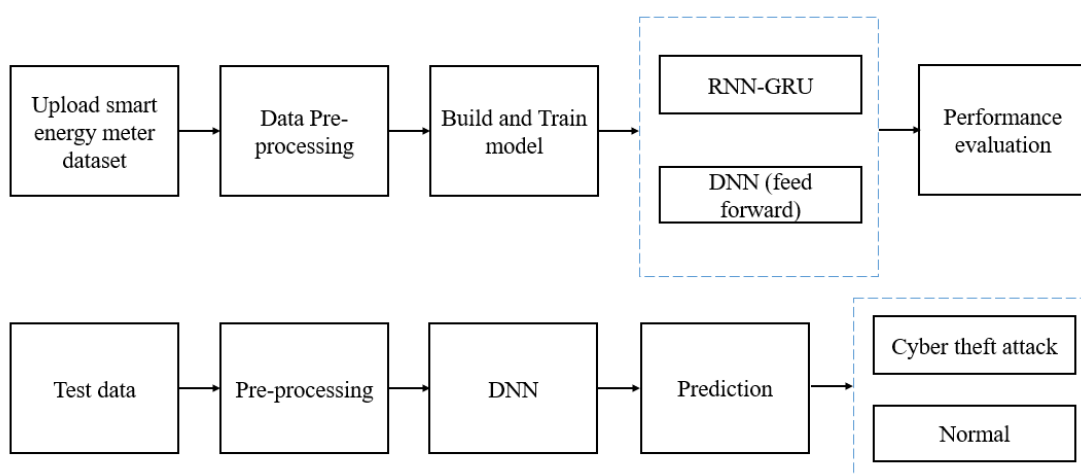 Upload smart
energy meter
dataset
Data Pre-
processing
Build and Train
model
RNN-GRU
DNN (feed
forward)
Performance
evaluation
Test data
Pre-processing
DNN
Prediction
Cyber theft attack
Normal